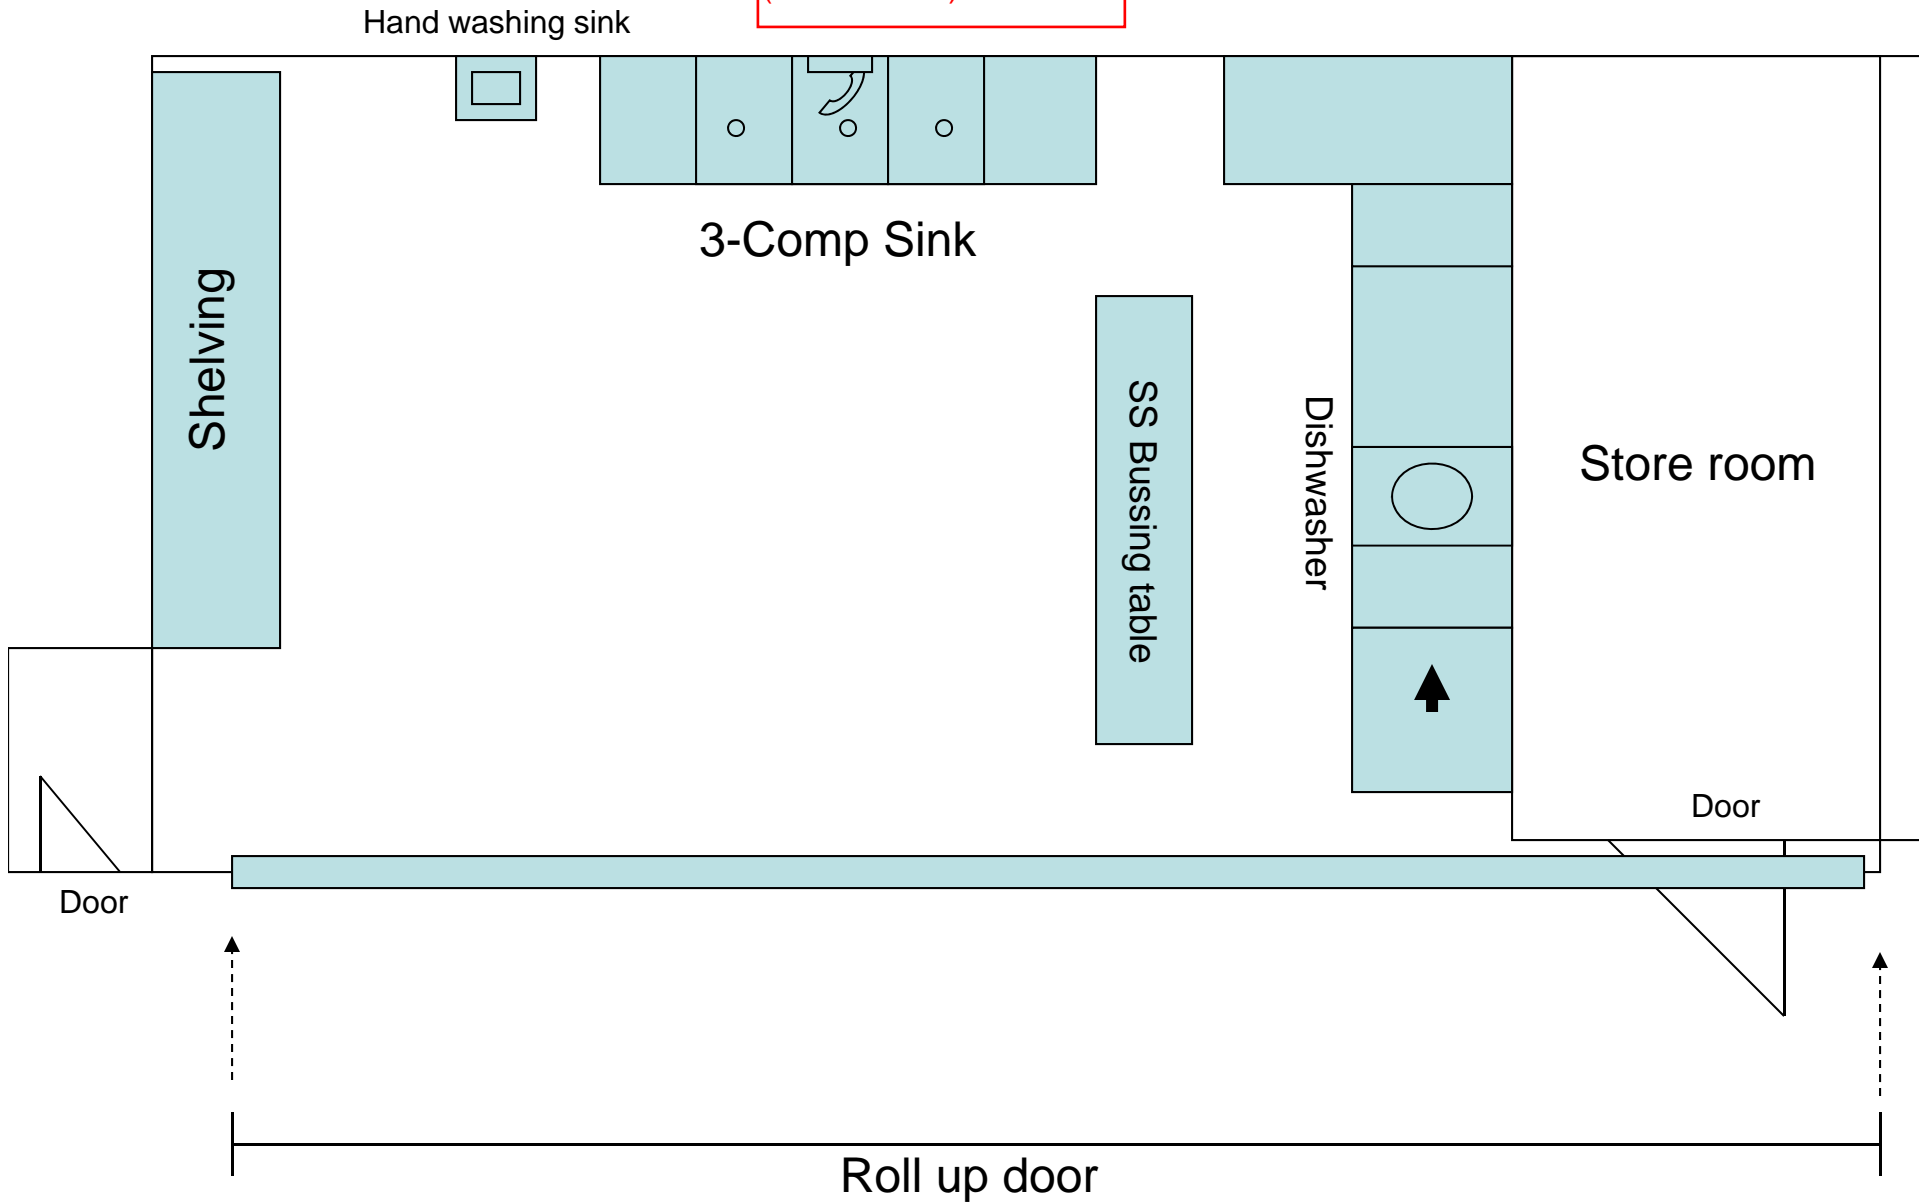 Hand washing sink
3-Comp Sink
Shelving
SS Bussing table
Dishwasher
Store room
Door
Door
Roll up door